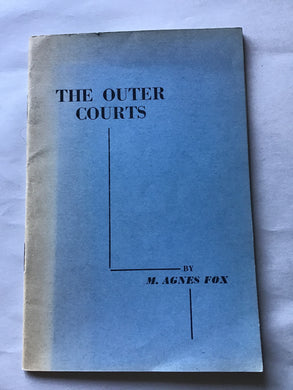 THE OUTER
COURTS
BY
M. AGNES FOX